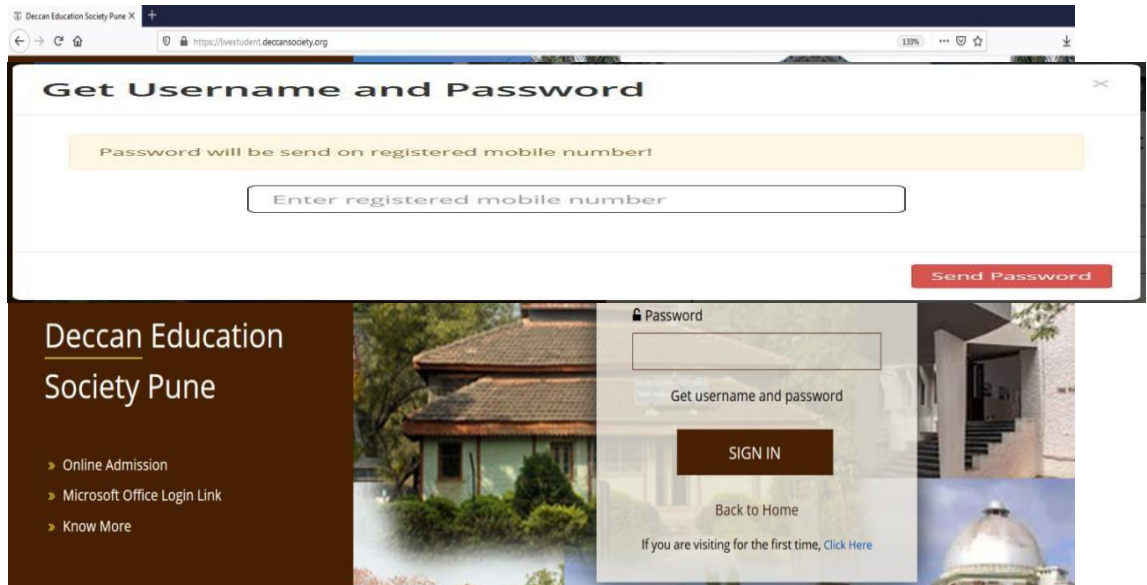 Deccan Education Society Pune
https://livestudent.deccansociety.org
133%
Get Username and Password
Password will be send on registered mobile number!
Enter registered mobile number
Send Password
Deccan Education
Society Pune
» Online Admission
» Microsoft Office Login Link
» Know More
Password
Get username and password
SIGN IN
Back to Home
If you are visiting for the first time, Click Here